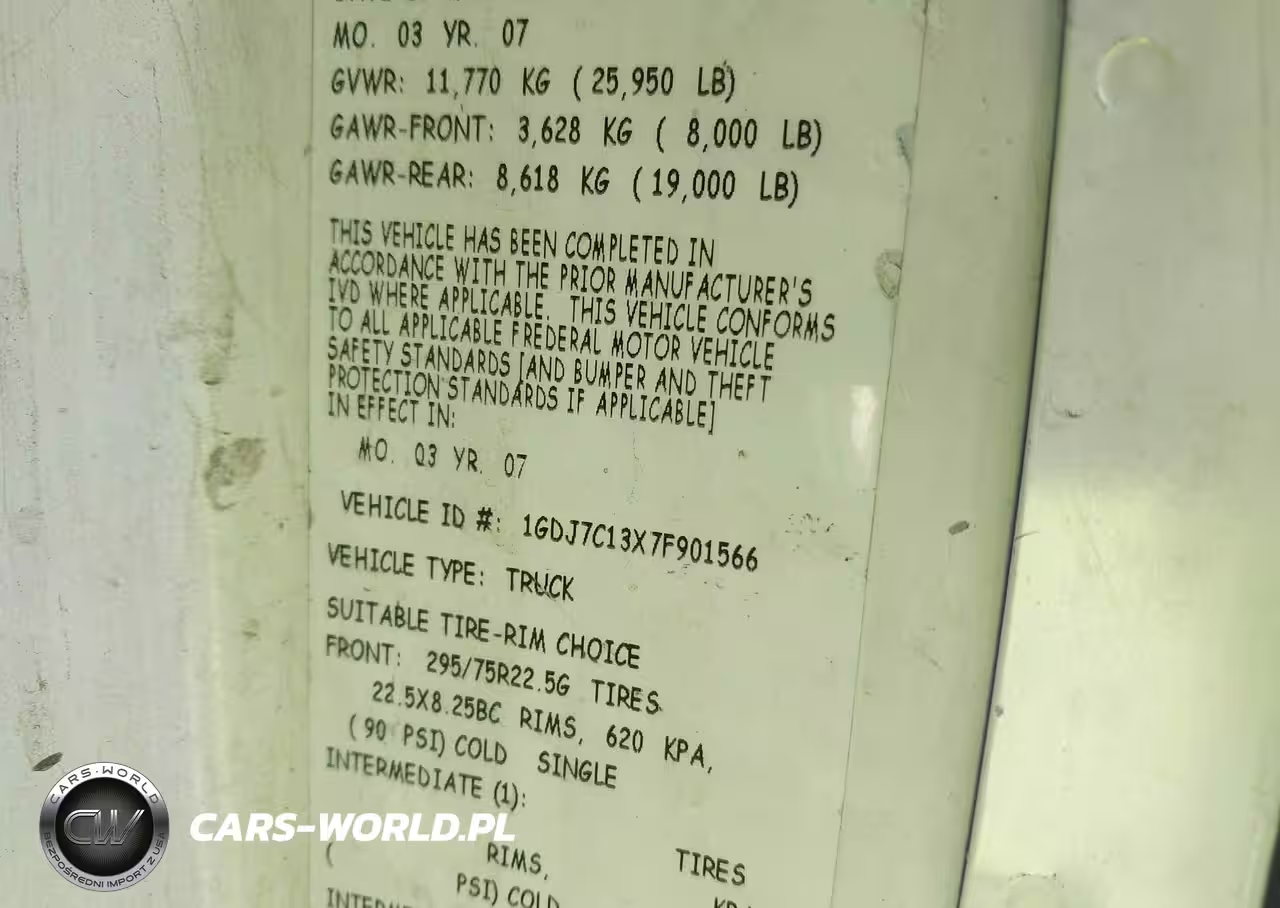 MO. 03 YR. 07
GVWR: 11,770 KG ( 25,950 LB)
GAWR-FRONT: 3,628 KG ( 8,000 LB)
GAWR-REAR: 8,618 KG ( 19,000 LB)
THIS VEHICLE HAS BEEN COMPLETED IN
ACCORDANCE WITH THE PRIOR MANUFACTURER'S
IVD WHERE APPLICABLE. THIS VEHICLE CONFORMS
TO ALL APPLICABLE FREDERAL MOTOR VEHICLE
SAFETY STANDARDS [AND BUMPER AND THEFT
PROTECTION STANDARDS IF APPLICABLE]
IN EFFECT IN:
MO. 03 YR. 07
VEHICLE ID #: 1GDJ7C13X7F901566
VEHICLE TYPE: TRUCK
SUITABLE TIRE-RIM CHOICE
FRONT: 295/75R22.5G TIRES
22.5X8.25BC RIMS, 620 KPA,
( 90 PSI) COLD SINGLE
INTERMEDIATE (1):
TIRES
( RIMS,
PSI) COLD
CARS-WORLD
CW
BEZPOŚREDNI IMPORT Z USA
CARS-WORLD.PL